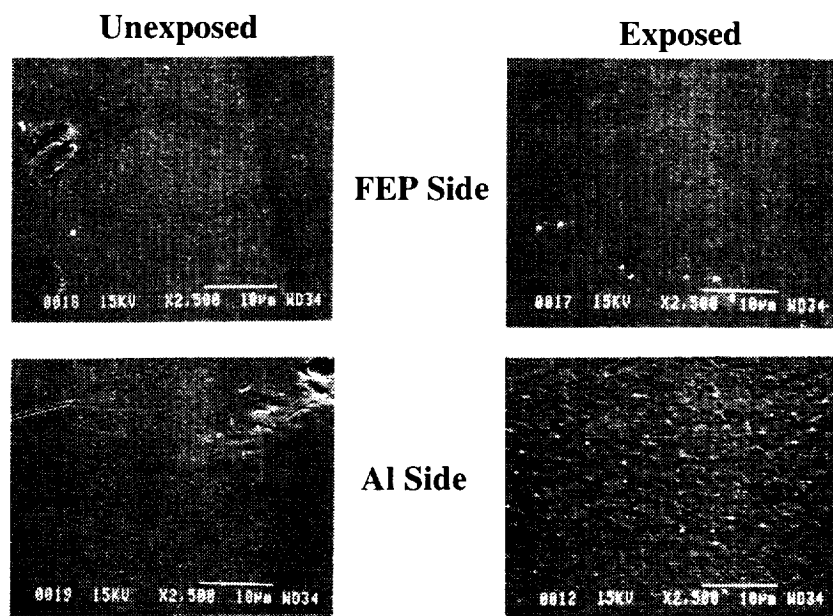 Unexposed
Exposed
FEP Side
0018 15KV X2,500 10µm WD34
0017 15KV X2,500 10µm WD34
Al Side
0019 15KV X2,500 10µm WD34
0012 15KV X2,500 10µm WD34